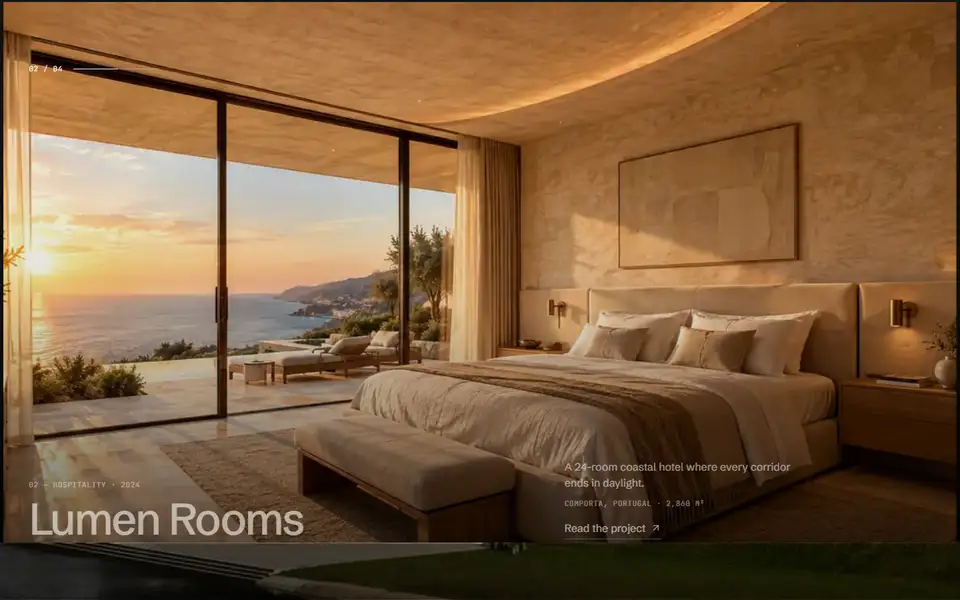 02 / 04
02 — HOSPITALITY · 2024
Lumen Rooms
A 24-room coastal hotel where every corridor
ends in daylight.
COMPORTA, PORTUGAL · 2,860 M²
Read the project ↗